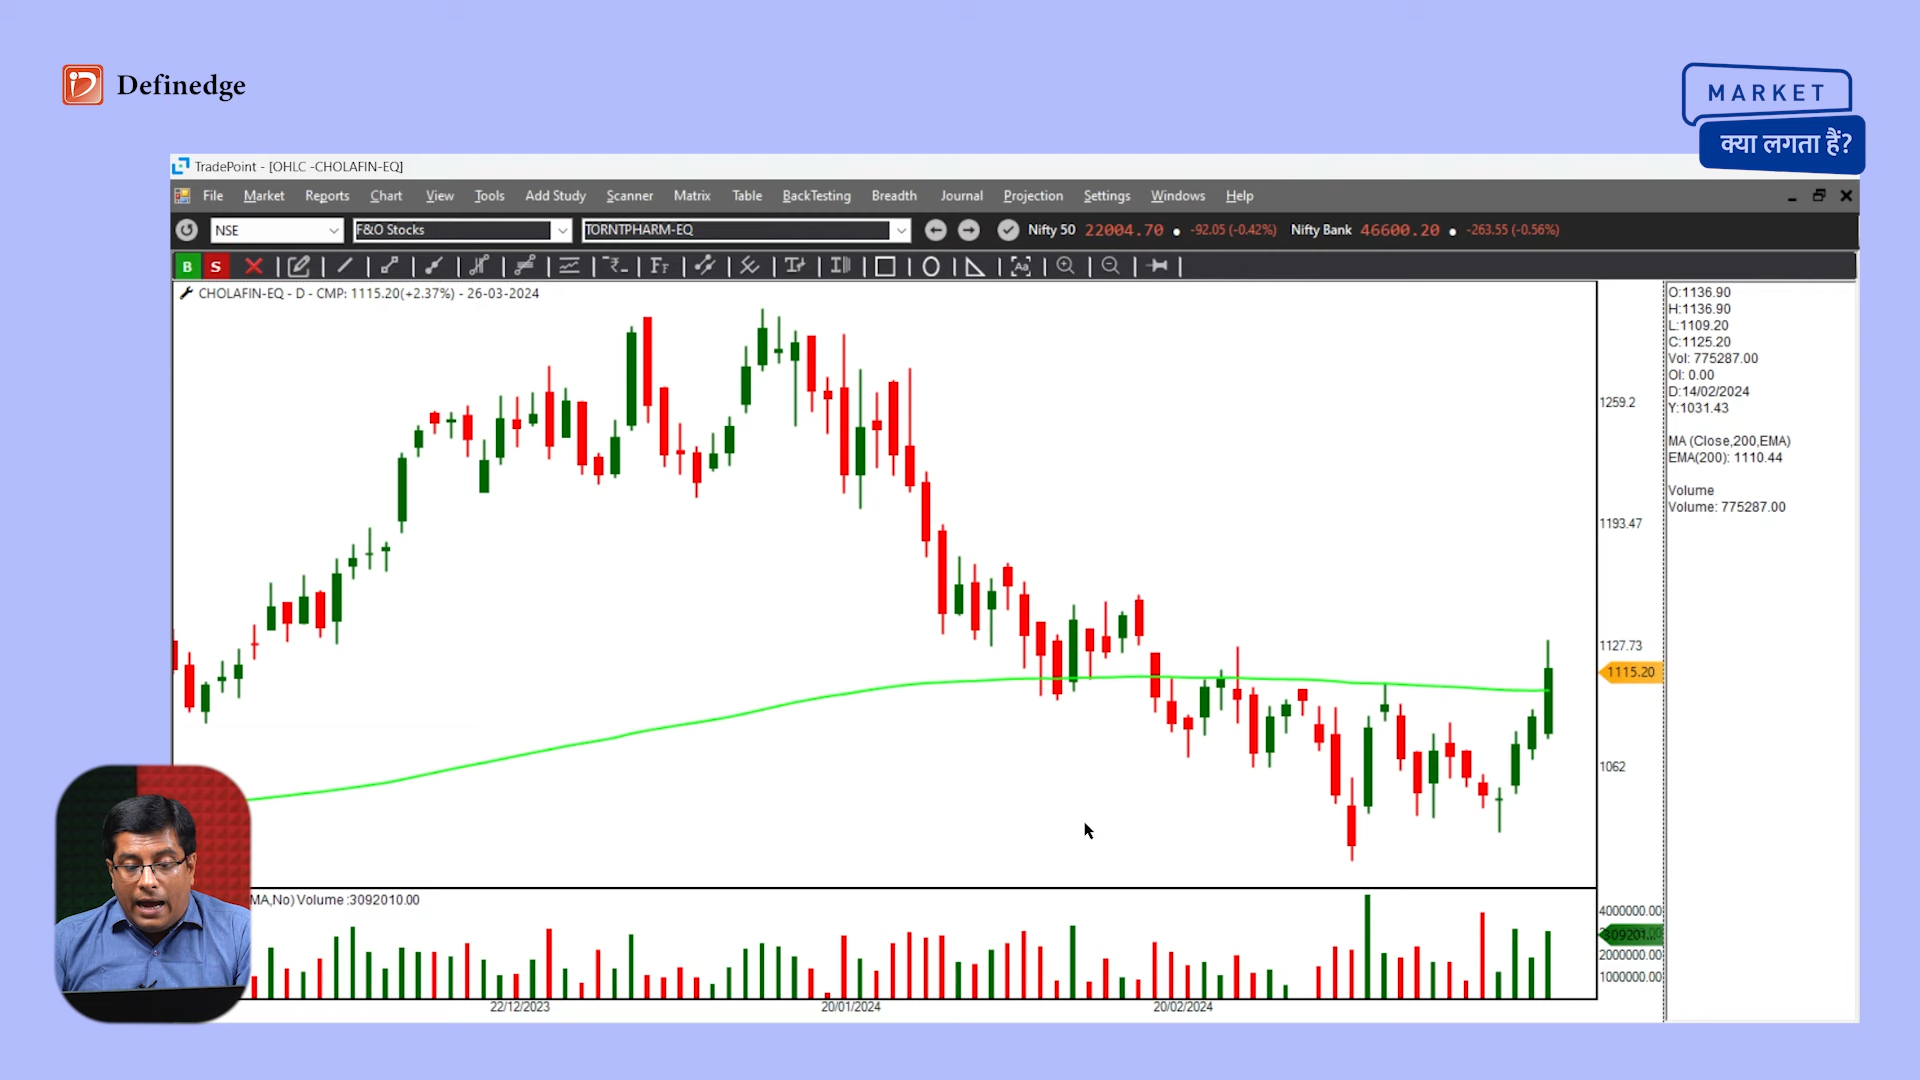 Definedge
MARKET
क्या लगता हैं?
TradePoint - [OHLC -CHOLAFIN-EQ]
File Market Reports Chart View Tools Add Study Scanner Matrix Table BackTesting Breadth Journal Projection Settings Windows Help
NSE F&O Stocks TORNTPHARM-EQ Nifty 50 22004.70 -92.05 (-0.42%) Nifty Bank 46600.20 -263.55 (-0.56%)
B S
CHOLAFIN-EQ - D - CMP: 1115.20(+2.37%) - 26-03-2024
O:1136.90
H:1136.90
L:1109.20
C:1125.20
Vol: 775287.00
OI: 0.00
D:14/02/2024
Y:1031.43
MA (Close,200,EMA)
EMA(200): 1110.44
Volume
Volume: 775287.00
1259.2
1193.47
1127.73
1115.20
1062
MA,No) Volume :3092010.00
4000000.00
309201...
2000000.00
1000000.00
22/12/2023 20/01/2024 20/02/2024